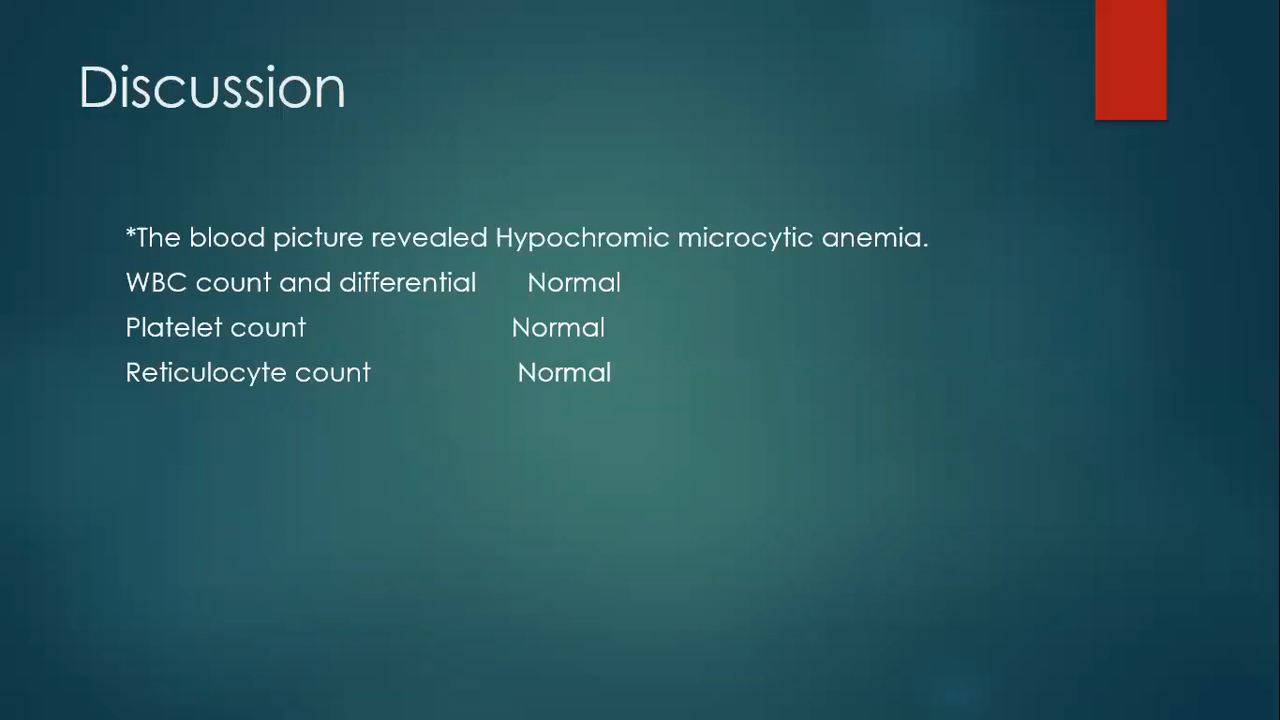 Discussion
*The blood picture revealed Hypochromic microcytic anemia.
WBC count and differential Normal
Platelet count Normal
Reticulocyte count Normal